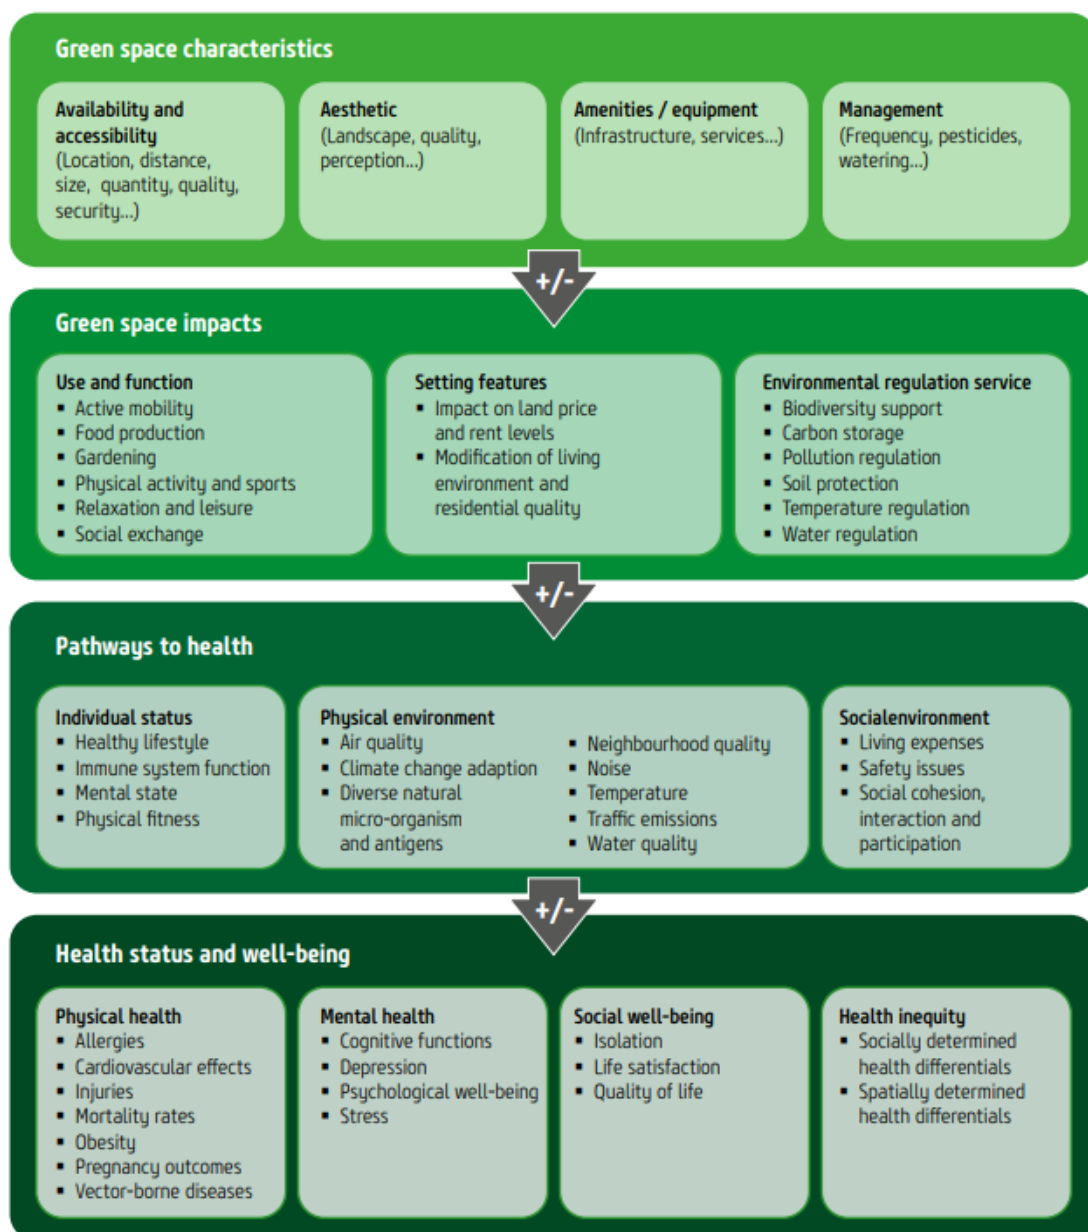 Green space characteristics
Availability and
accessibility
(Location, distance,
size, quantity, quality,
security...)
Aesthetic
(Landscape, quality,
perception...)
Amenities / equipment
(Infrastructure, services...)
Management
(Frequency, pesticides,
watering...)
+/-
Green space impacts
Use and function
▪ Active mobility
▪ Food production
▪ Gardening
▪ Physical activity and sports
▪ Relaxation and leisure
▪ Social exchange
Setting features
▪ Impact on land price
and rent levels
▪ Modification of living
environment and
residential quality
Environmental regulation service
▪ Biodiversity support
▪ Carbon storage
▪ Pollution regulation
▪ Soil protection
▪ Temperature regulation
▪ Water regulation
+/-
Pathways to health
Individual status
▪ Healthy lifestyle
▪ Immune system function
▪ Mental state
▪ Physical fitness
Physical environment
▪ Air quality
▪ Climate change adaption
▪ Diverse natural
micro-organism
and antigens
▪ Neighbourhood quality
▪ Noise
▪ Temperature
▪ Traffic emissions
▪ Water quality
Socialenvironment
▪ Living expenses
▪ Safety issues
▪ Social cohesion,
interaction and
participation
+/-
Health status and well-being
Physical health
▪ Allergies
▪ Cardiovascular effects
▪ Injuries
▪ Mortality rates
▪ Obesity
▪ Pregnancy outcomes
▪ Vector-borne diseases
Mental health
▪ Cognitive functions
▪ Depression
▪ Psychological well-being
▪ Stress
Social well-being
▪ Isolation
▪ Life satisfaction
▪ Quality of life
Health inequity
▪ Socially determined
health differentials
▪ Spatially determined
health differentials